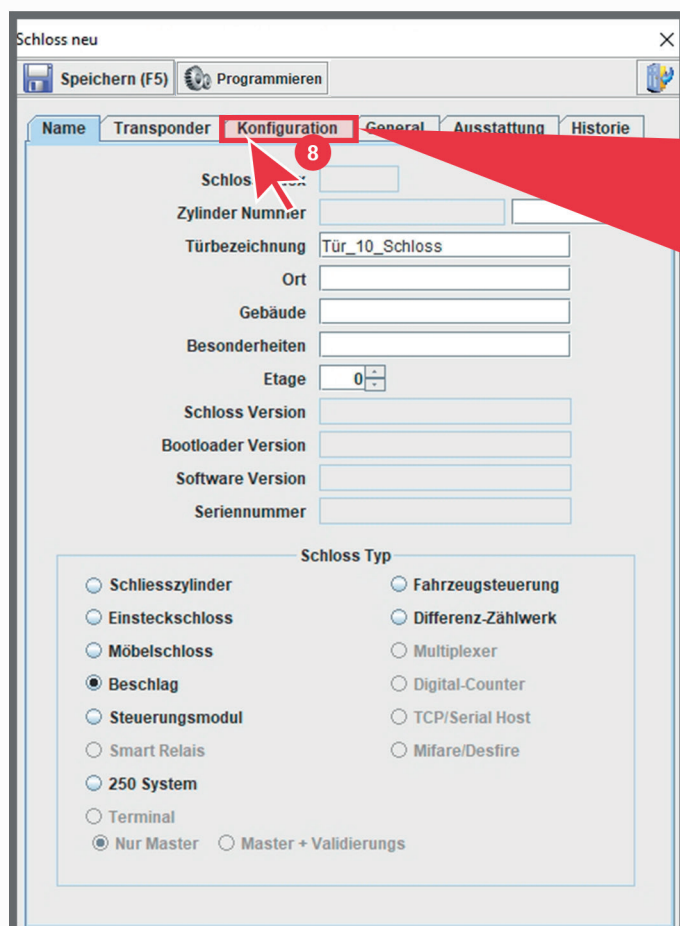 Schloss neu
Speichern (F5) Programmieren
Name Transponder Konfiguration General Ausstattung Historie
8
Zylinder Nummer
Türbezeichnung Tür_10_Schloss
Ort
Gebäude
Besonderheiten
Etage 0
Schloss Version
Bootloader Version
Software Version
Seriennummer
Schloss Typ
Schliesszylinder Fahrzeugsteuerung
Einsteckschloss Differenz-Zählwerk
Möbelschloss Multiplexer
Beschlag Digital-Counter
Steuerungsmodul TCP/Serial Host
Smart Relais Mifare/Desfire
250 System
Terminal
Nur Master Master + Validierungs